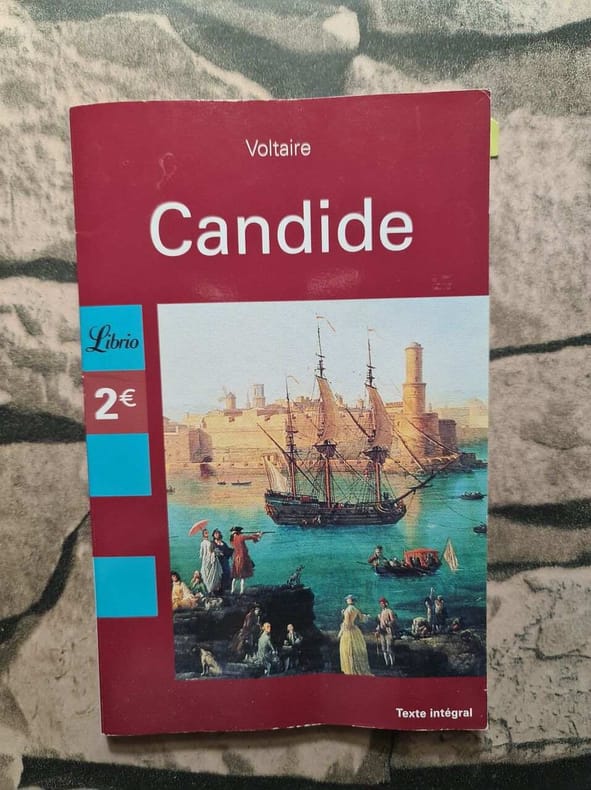 Voltaire
Candide
Librio
2€
Texte intégral